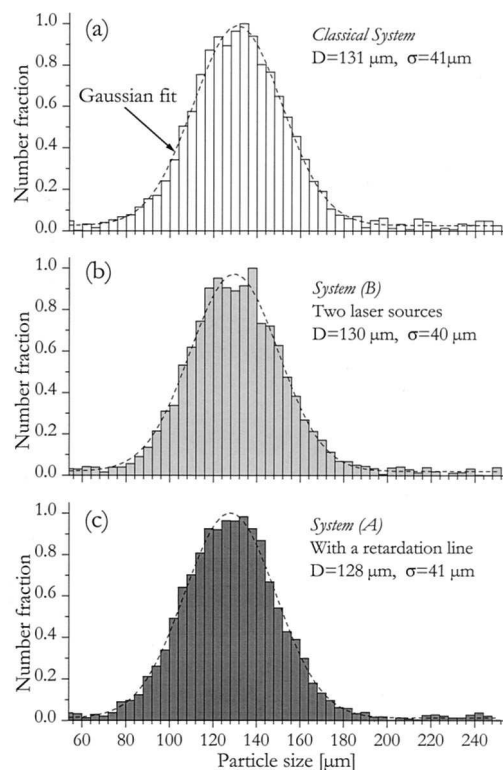 (a)
Classical System
D=131 µm, σ=41µm
Gaussian fit
Number fraction
1.0
0.8
0.6
0.4
0.2
0.0
(b)
System (B)
Two laser sources
D=130 µm, σ=40 µm
Number fraction
1.0
0.8
0.6
0.4
0.2
0.0
(c)
System (A)
With a retardation line
D=128 µm, σ=41 µm
Number fraction
1.0
0.8
0.6
0.4
0.2
0.0
60 80 100 120 140 160 180 200 220 240
Particle size [µm]